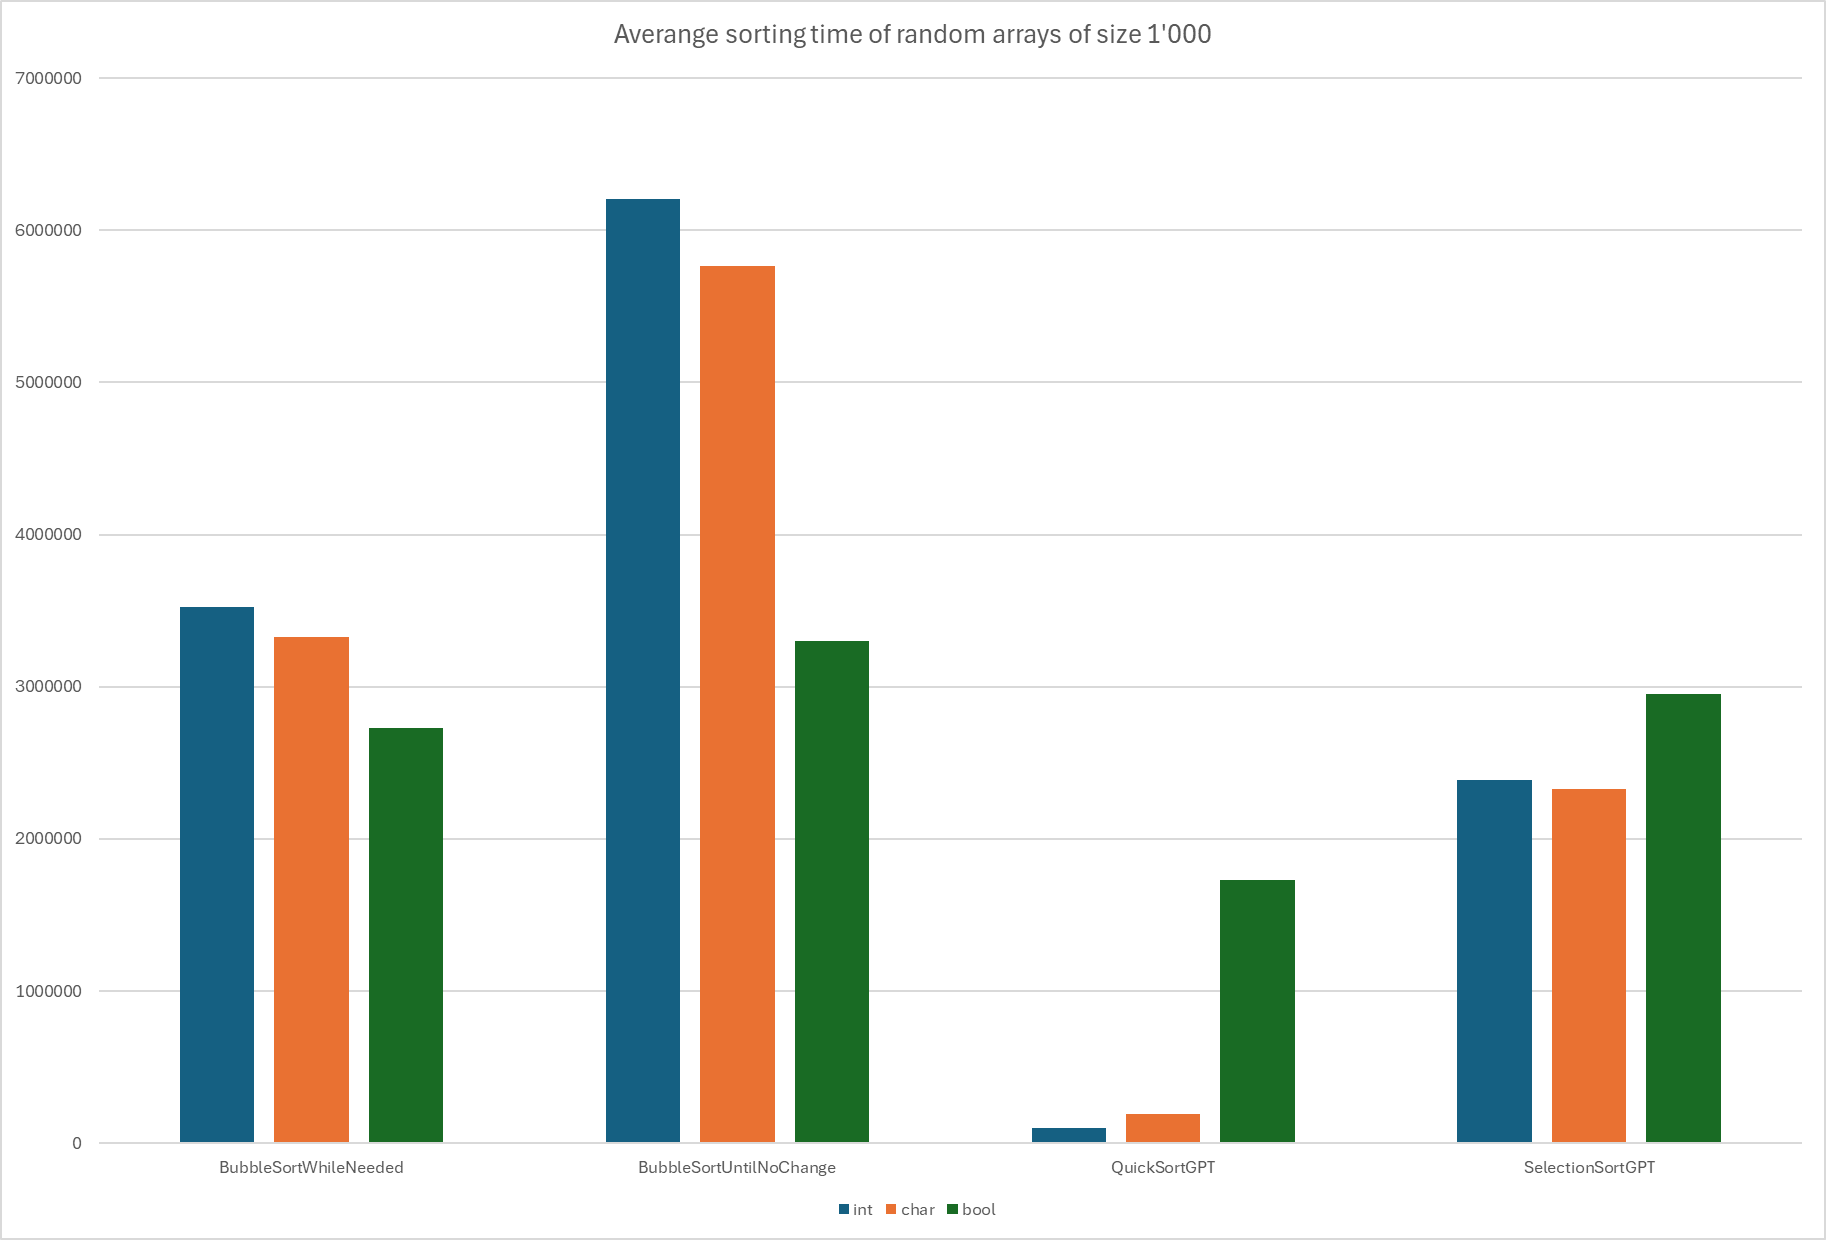 Averange sorting time of random arrays of size 1'000
7000000
6000000
5000000
4000000
3000000
2000000
1000000
0
BubbleSortWhileNeeded
BubbleSortUntilNoChange
QuickSortGPT
SelectionSortGPT
int
char
bool